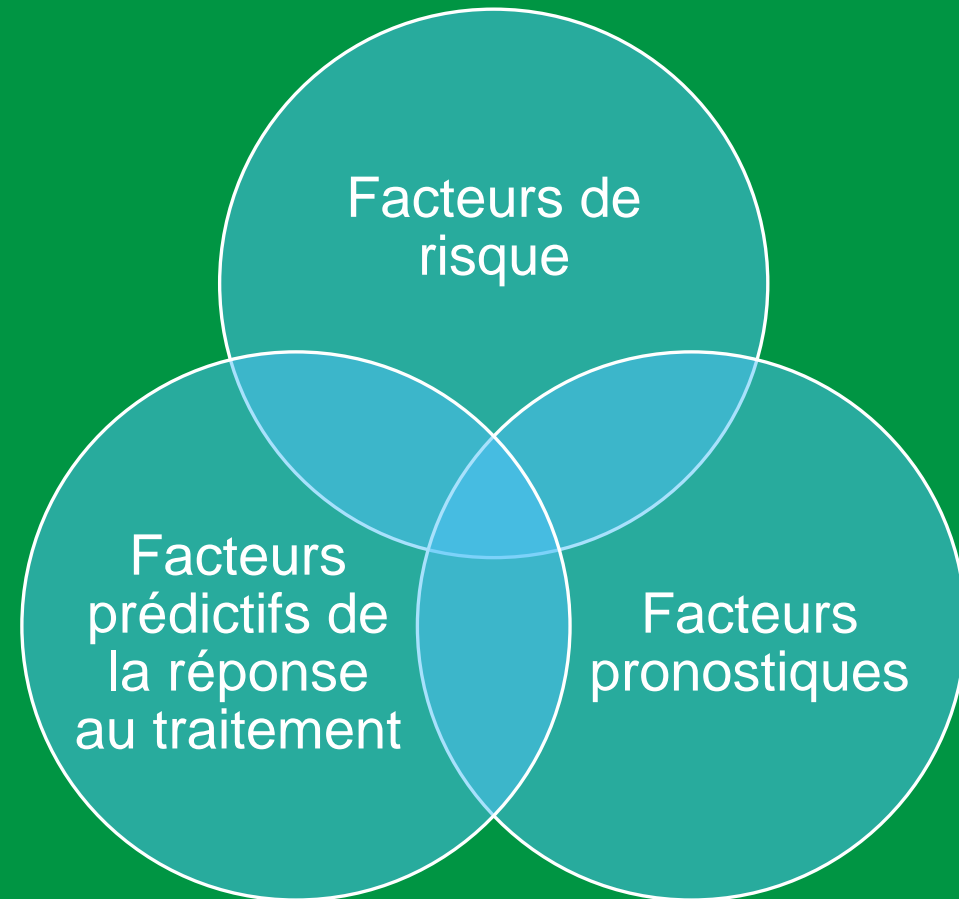 Facteurs de
risque
Facteurs
prédictifs de
la réponse
au traitement
Facteurs
pronostiques